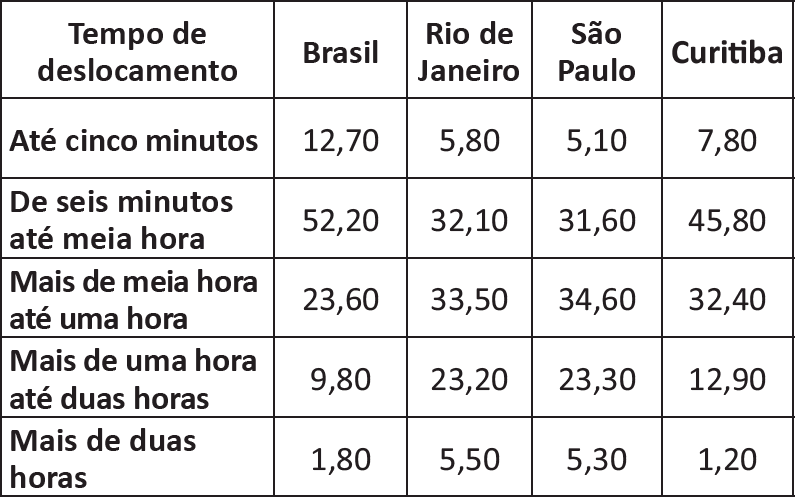 Tempo de deslocamento Brasil Rio de Janeiro São Paulo Curitiba
Até cinco minutos 12,70 5,80 5,10 7,80
De seis minutos até meia hora 52,20 32,10 31,60 45,80
Mais de meia hora até uma hora 23,60 33,50 34,60 32,40
Mais de uma hora até duas horas 9,80 23,20 23,30 12,90
Mais de duas horas 1,80 5,50 5,30 1,20